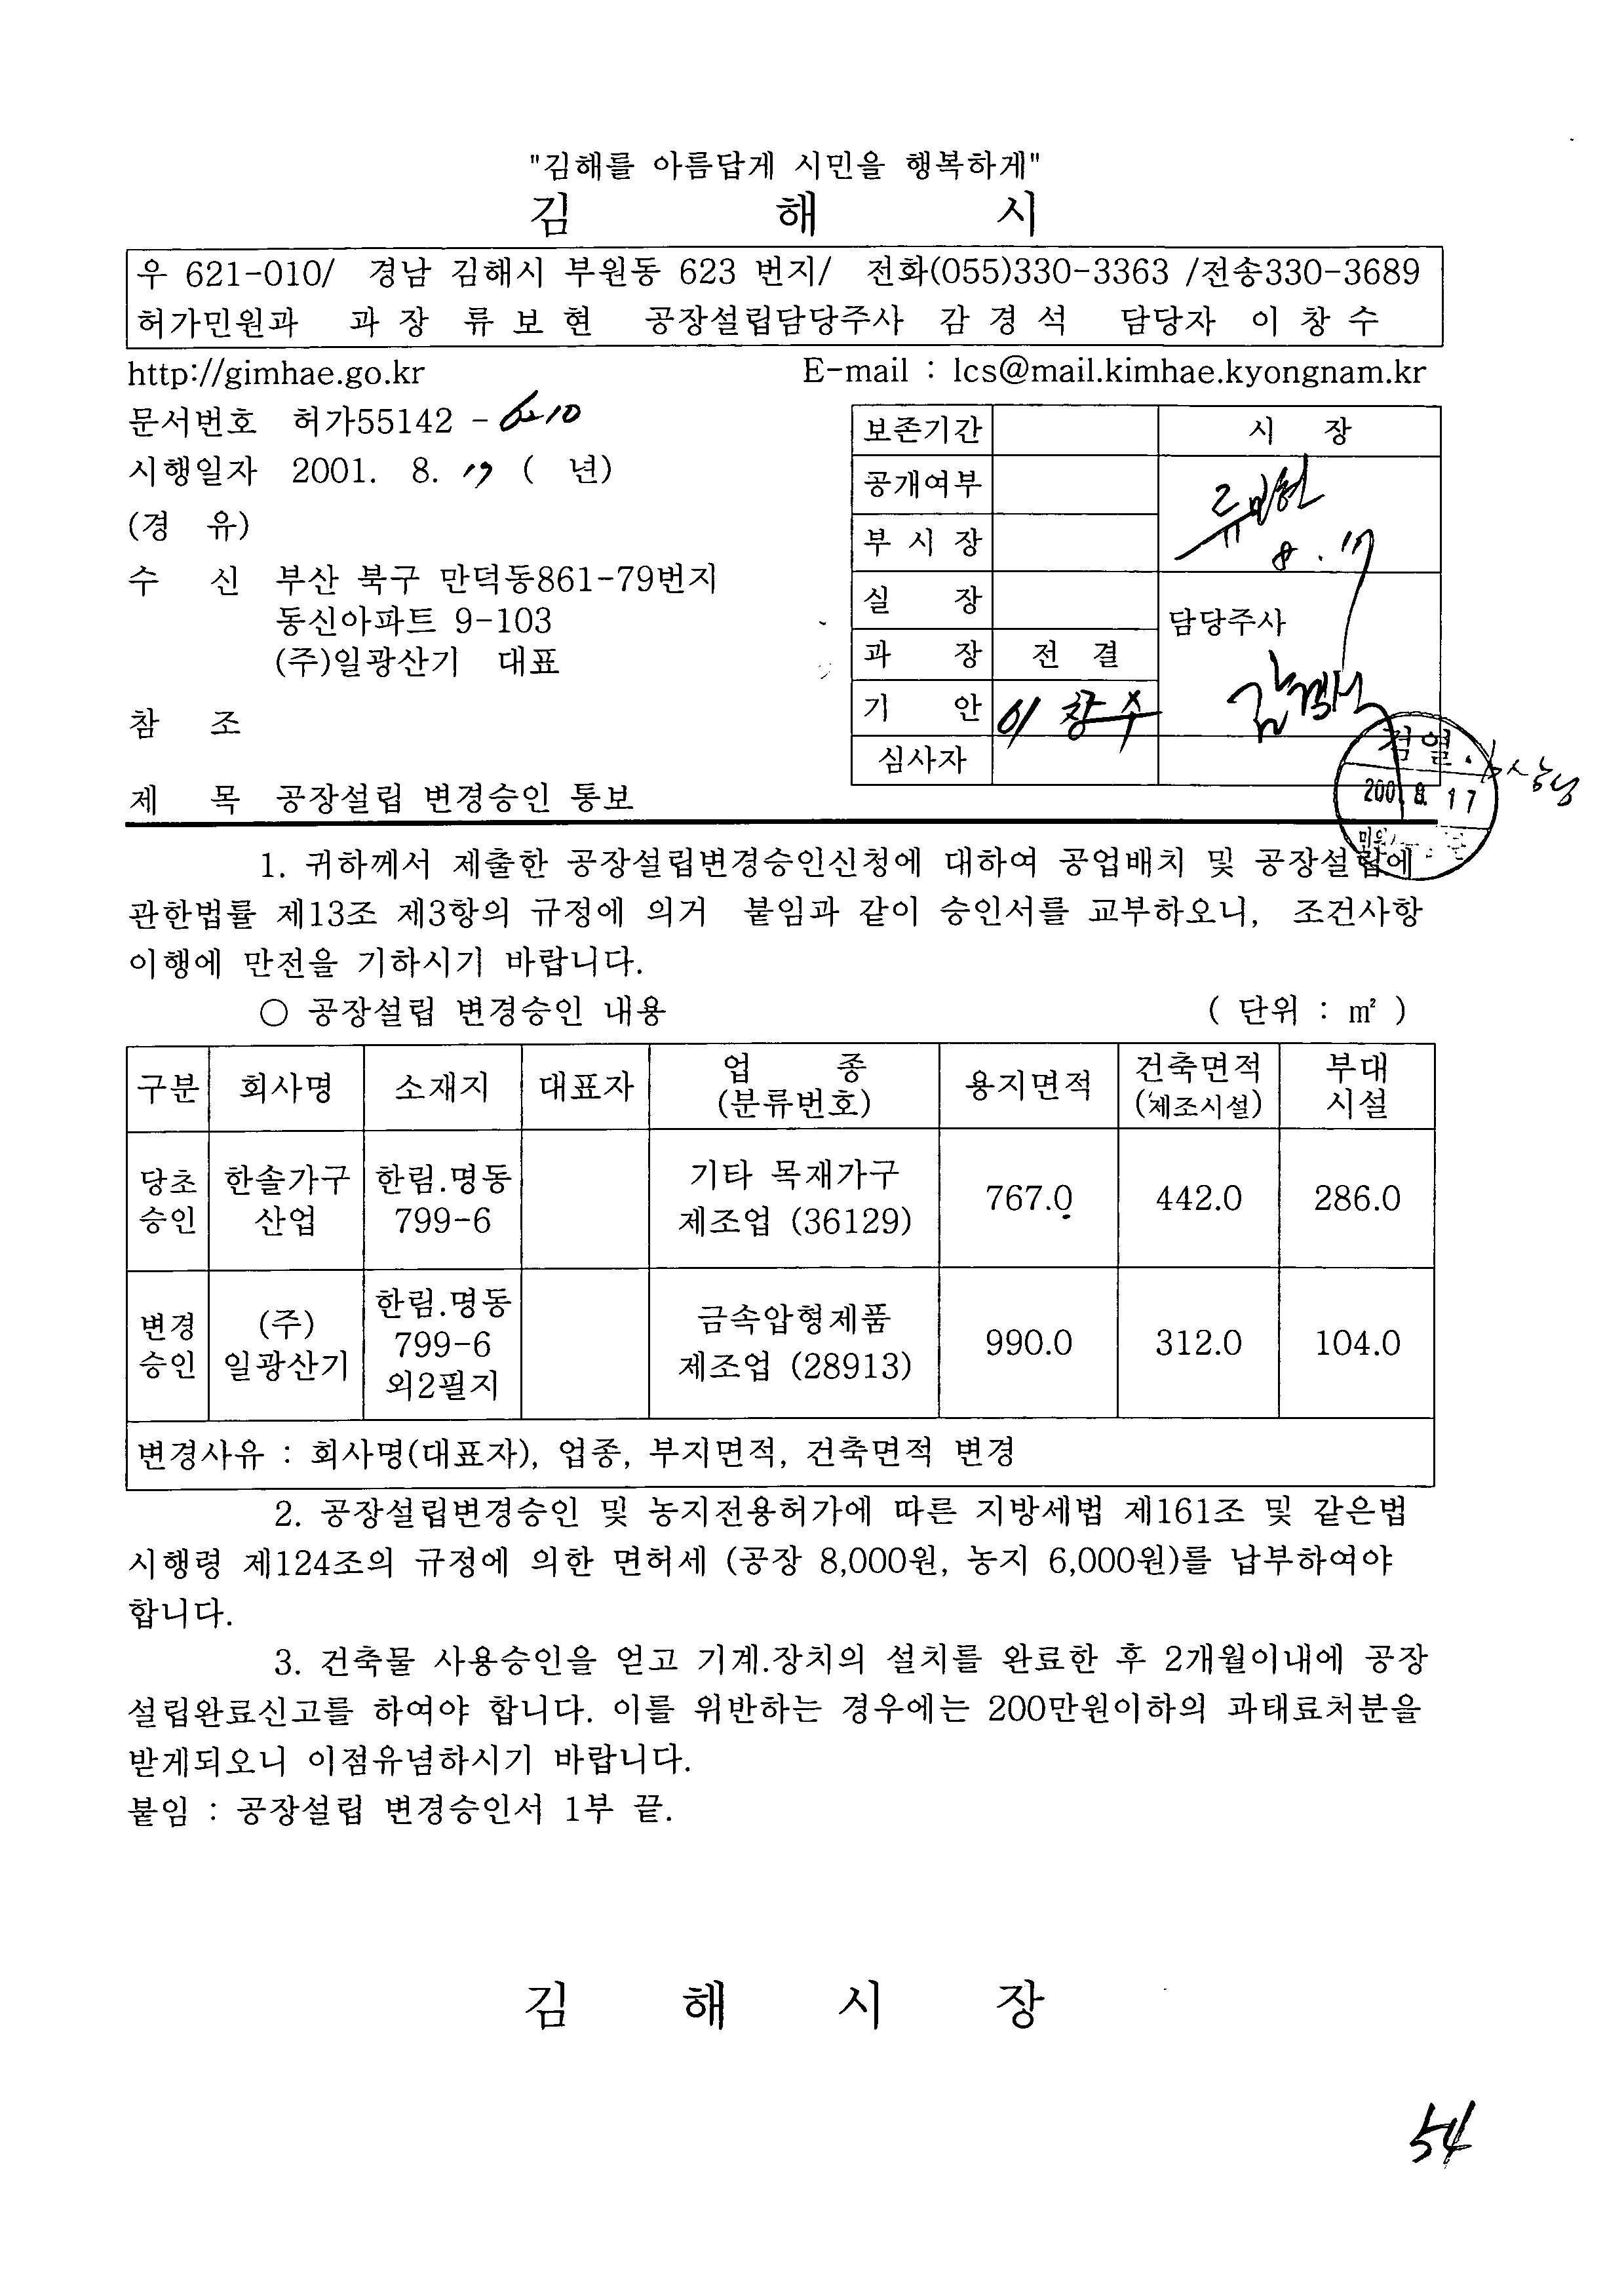 "김해를 아름답게 시민을 행복하게"
김 해 시
우 621-010/ 경남 김해시 부원동 623 번지/ 전화(055)330-3363 /전송330-3689
허가민원과 과 장 류 보 현 공장설립담당주사 감 경 석 담당자 이 창 수
http://gimhae.go.kr E-mail : lcs@mail.kimhae.kyongnam.kr
문서번호 허가55142 -
시행일자 2001. 8. 17 ( 년)
(경 유)
수 신 부산 북구 만덕동861-79번지
동신아파트 9-103
(주)일광산기 대표
참 조
제 목 공장설립 변경승인 통보
보존기간 시 장
공개여부
8. 17
부 시 장
실 장
담당주사
과 장 전 결
기 안 이 창 수
심사자
검열
2001 8. 17
1. 귀하께서 제출한 공장설립변경승인신청에 대하여 공업배치 및 공장설립에
관한법률 제13조 제3항의 규정에 의거 붙임과 같이 승인서를 교부하오니, 조건사항
이행에 만전을 기하시기 바랍니다.
○ 공장설립 변경승인 내용 ( 단위 : ㎡ )
구분 회사명 소재지 대표자 업 종 (분류번호) 용지면적 건축면적 (제조시설) 부대 시설
당초 승인 한솔가구 산업 한림.명동 799-6 기타 목재가구 제조업 (36129) 767.0 442.0 286.0
변경 승인 (주) 일광산기 한림.명동 799-6 외2필지 금속압형제품 제조업 (28913) 990.0 312.0 104.0
변경사유 : 회사명(대표자), 업종, 부지면적, 건축면적 변경
2. 공장설립변경승인 및 농지전용허가에 따른 지방세법 제161조 및 같은법
시행령 제124조의 규정에 의한 면허세 (공장 8,000원, 농지 6,000원)를 납부하여야
합니다.
3. 건축물 사용승인을 얻고 기계.장치의 설치를 완료한 후 2개월이내에 공장
설립완료신고를 하여야 합니다. 이를 위반하는 경우에는 200만원이하의 과태료처분을
받게되오니 이점유념하시기 바랍니다.
붙임 : 공장설립 변경승인서 1부 끝.
김 해 시 장
54